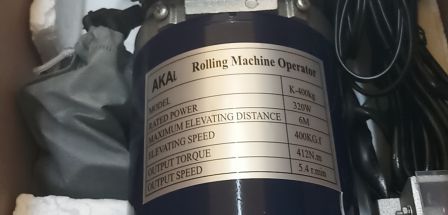 AKAL Rolling Machine Operator
MODEL K-400kg
RATED POWER 320W
MAXIMUM ELEVATING DISTANCE 6M
ELEVATING SPEED 400KG.f
OUTPUT TORQUE 412N.m
OUTPUT SPEED 5.4 r.min